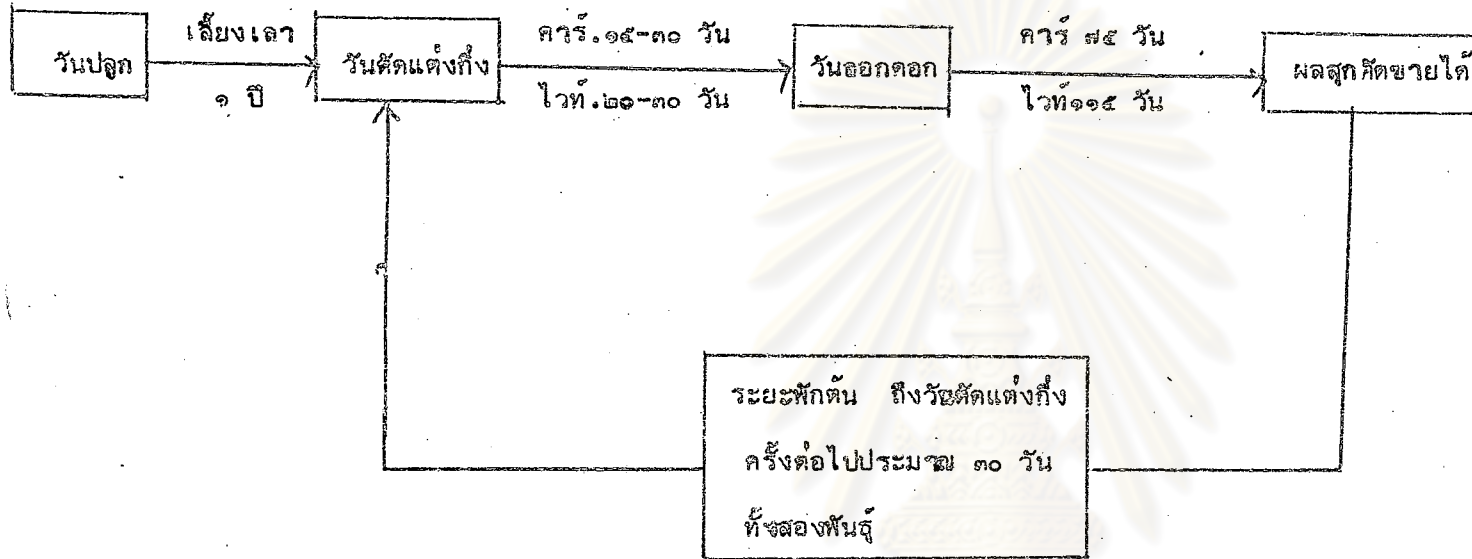 วันปลูก
เลี้ยงเถา
๑ ปี
วันตัดแต่งกิ่ง
คาร์.๑๕-๓๐ วัน
ไวท์.๒๐-๓๐ วัน
วันออกดอก
คาร์ ๗๕ วัน
ไวท์๑๑๕ วัน
ผลสุกตัดขายได้
ระยะพักต้น ถึงวันตัดแต่งกิ่ง
ครั้งต่อไปประมาณ ๓๐ วัน
ทั้งสองพันธุ์